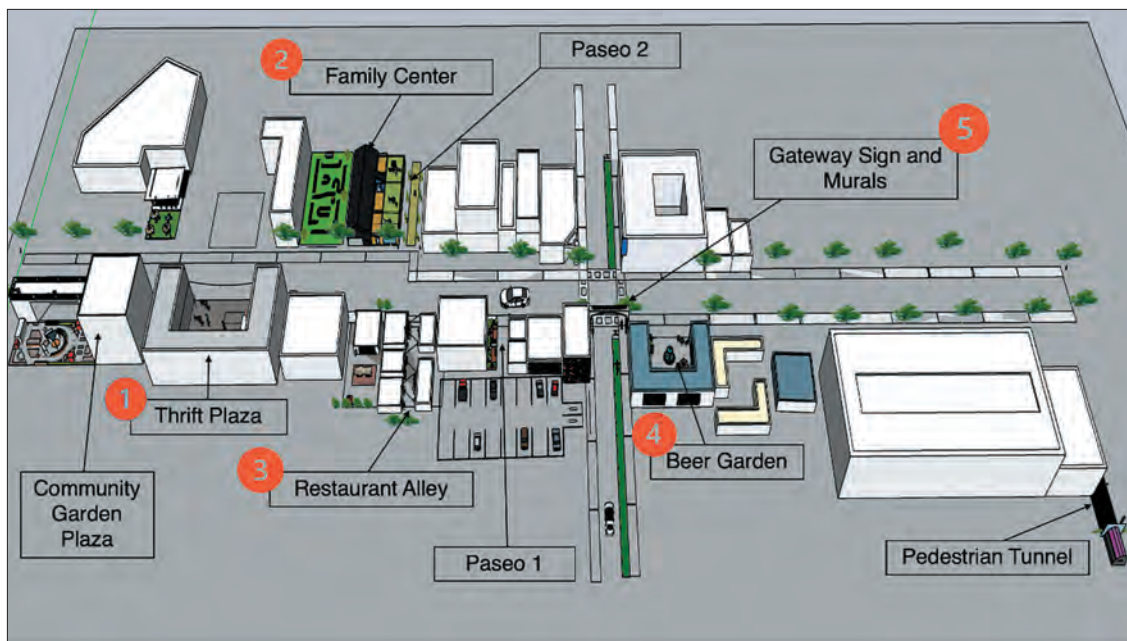 Paseo 2
2
Family Center
5
Gateway Sign and
Murals
1
Thrift Plaza
4
Beer Garden
3
Restaurant Alley
Community
Garden
Plaza
Paseo 1
Pedestrian Tunnel